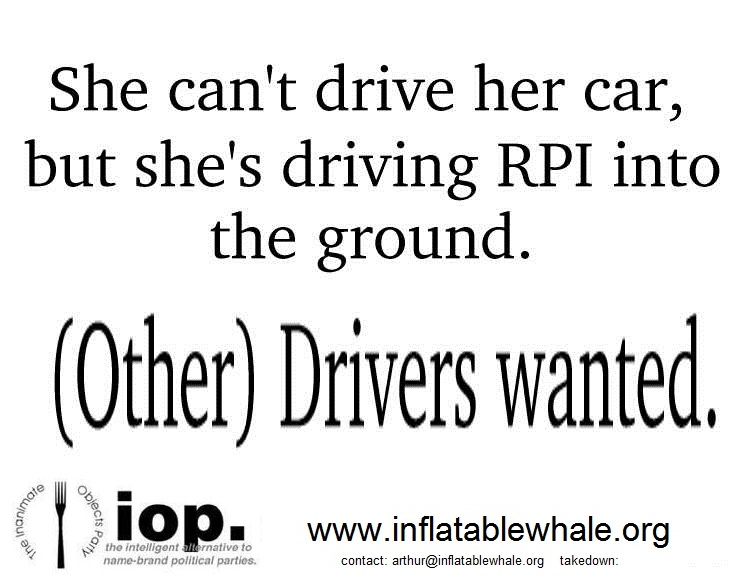 She can't drive her car,
but she's driving RPI into
the ground.
(Other) Drivers wanted.
The Inanimate Objects Party
iop.
the intelligent alternative to
name-brand political parties.
www.inflatablewhale.org
contact: arthur@inflatablewhale.org takedown: